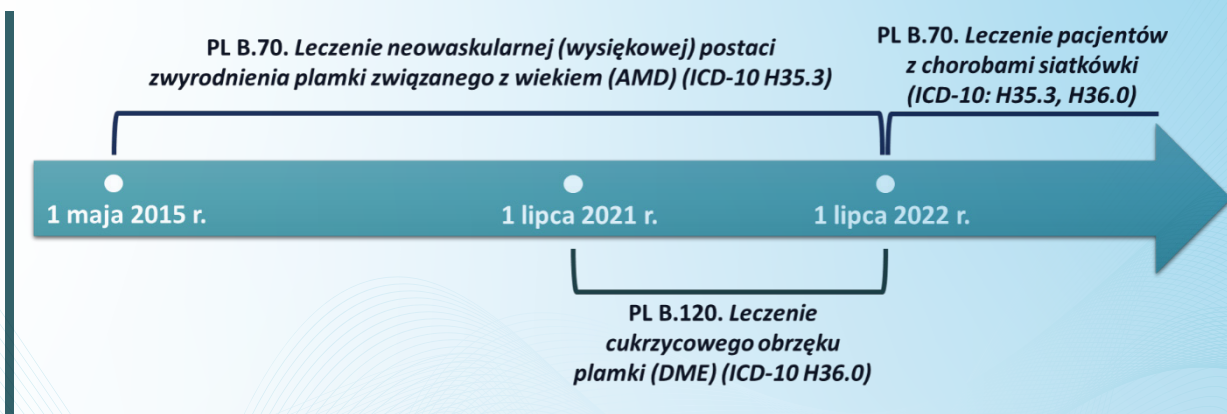 PL B.70. Leczenie neowaskularnej (wysiękowej) postaci
zwyrodnienia plamki związanego z wiekiem (AMD) (ICD-10 H35.3)
PL B.70. Leczenie pacjentów
z chorobami siatkówki
(ICD-10: H35.3, H36.0)
1 maja 2015 r.
1 lipca 2021 r.
1 lipca 2022 r.
PL B.120. Leczenie
cukrzycowego obrzęku
plamki (DME) (ICD-10 H36.0)